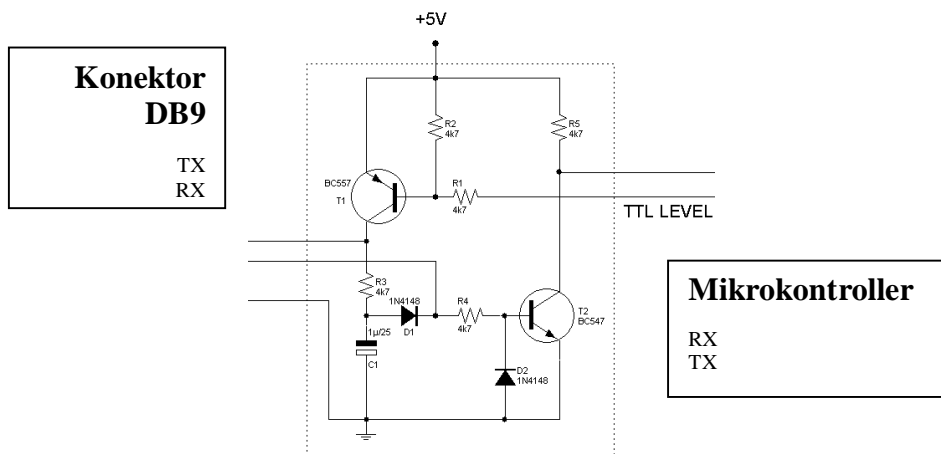 +5V
Konektor
DB9
TX
RX
R2
4k7
R5
4k7
BC557
T1
R1
4k7
TTL LEVEL
R3
4k7
1N4148
D1
R4
4k7
T2
BC547
1µ/25
C1
D2
1N4148
Mikrokontroller
RX
TX